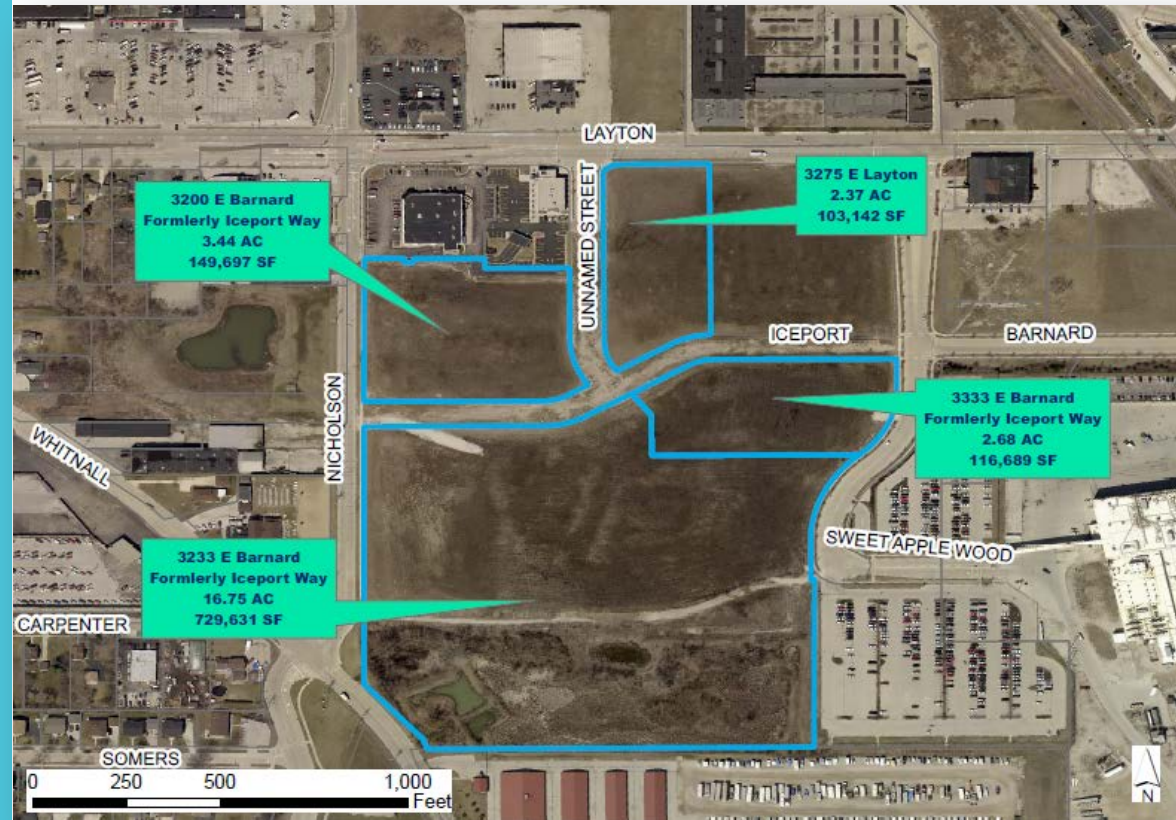 LAYTON
3275 E Layton
2.37 AC
103,142 SF
3200 E Barnard
Formlerly Iceport Way
3.44 AC
149,697 SF
UNNAMED STREET
ICEPORT
BARNARD
NICHOLSON
3333 E Barnard
Formlerly Iceport Way
2.68 AC
116,689 SF
WHITNALL
SWEET APPLE WOOD
3233 E Barnard
Formlerly Iceport Way
16.75 AC
729,631 SF
CARPENTER
SOMERS
0 250 500 1,000
Feet
N